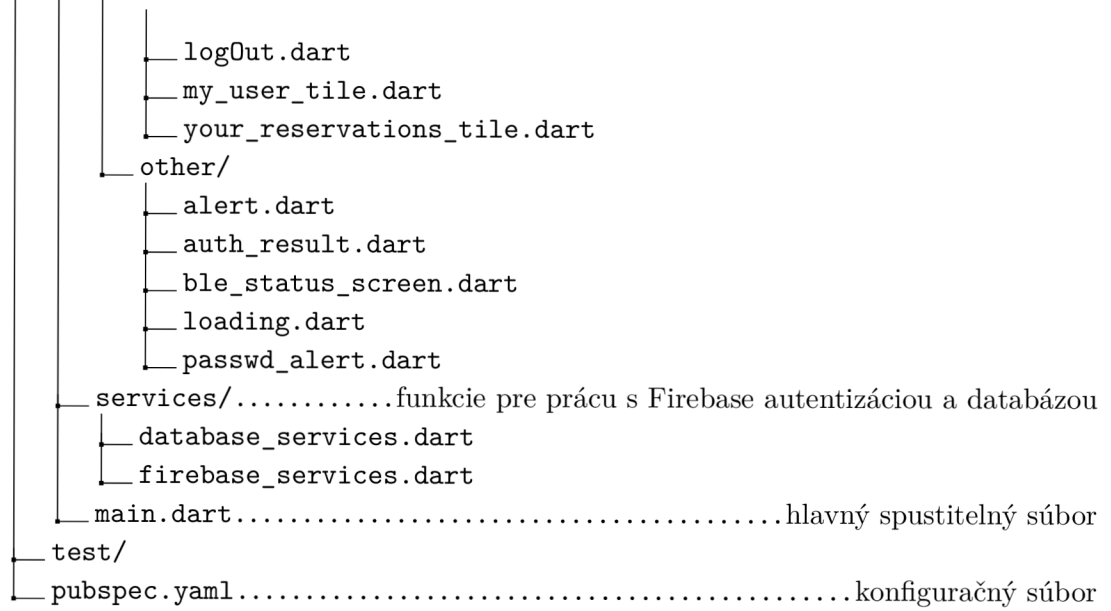 logOut.dart
my_user_tile.dart
your_reservations_tile.dart
other/
alert.dart
auth_result.dart
ble_status_screen.dart
loading.dart
passwd_alert.dart
services/............funkcie pre prácu s Firebase autentizáciou a databázou
database_services.dart
firebase_services.dart
main.dart.........................................hlavný spustitelný súbor
test/
pubspec.yaml..............................................konfiguračný súbor